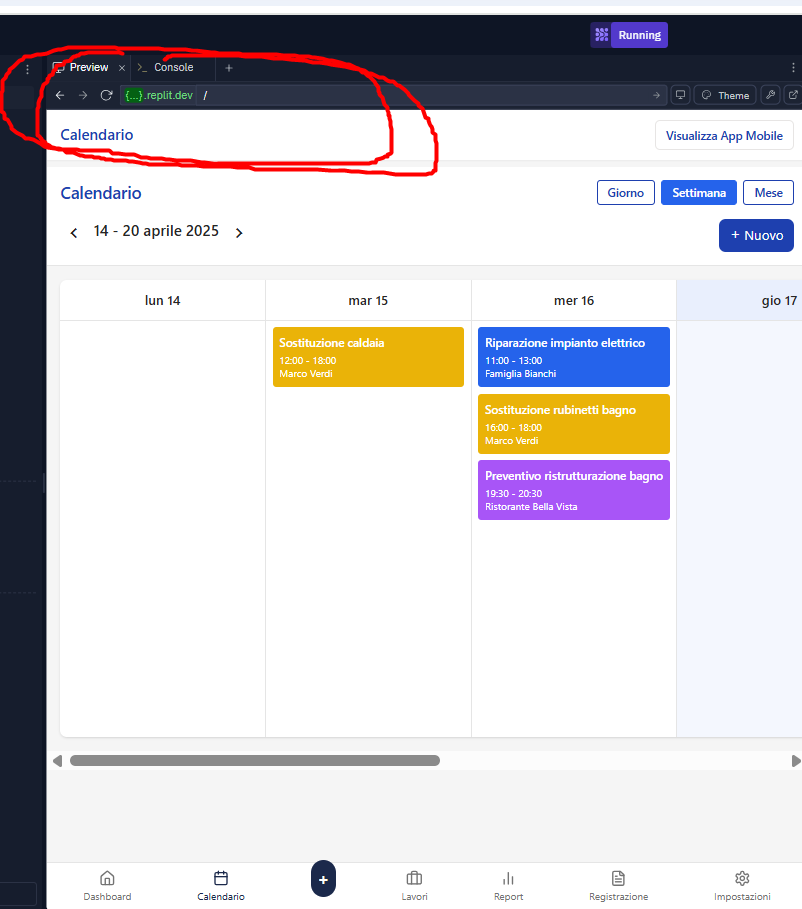 Running
Preview × >_ Console +
{...}.replit.dev /
Theme
Calendario
Visualizza App Mobile
Calendario
Giorno Settimana Mese
14 - 20 aprile 2025
+ Nuovo
lun 14 mar 15 mer 16 gio 17
Sostituzione caldaia
12:00 - 18:00
Marco Verdi
Riparazione impianto elettrico
11:00 - 13:00
Famiglia Bianchi
Sostituzione rubinetti bagno
16:00 - 18:00
Marco Verdi
Preventivo ristrutturazione bagno
19:30 - 20:30
Ristorante Bella Vista
+
Dashboard Calendario Lavori Report Registrazione Impostazioni